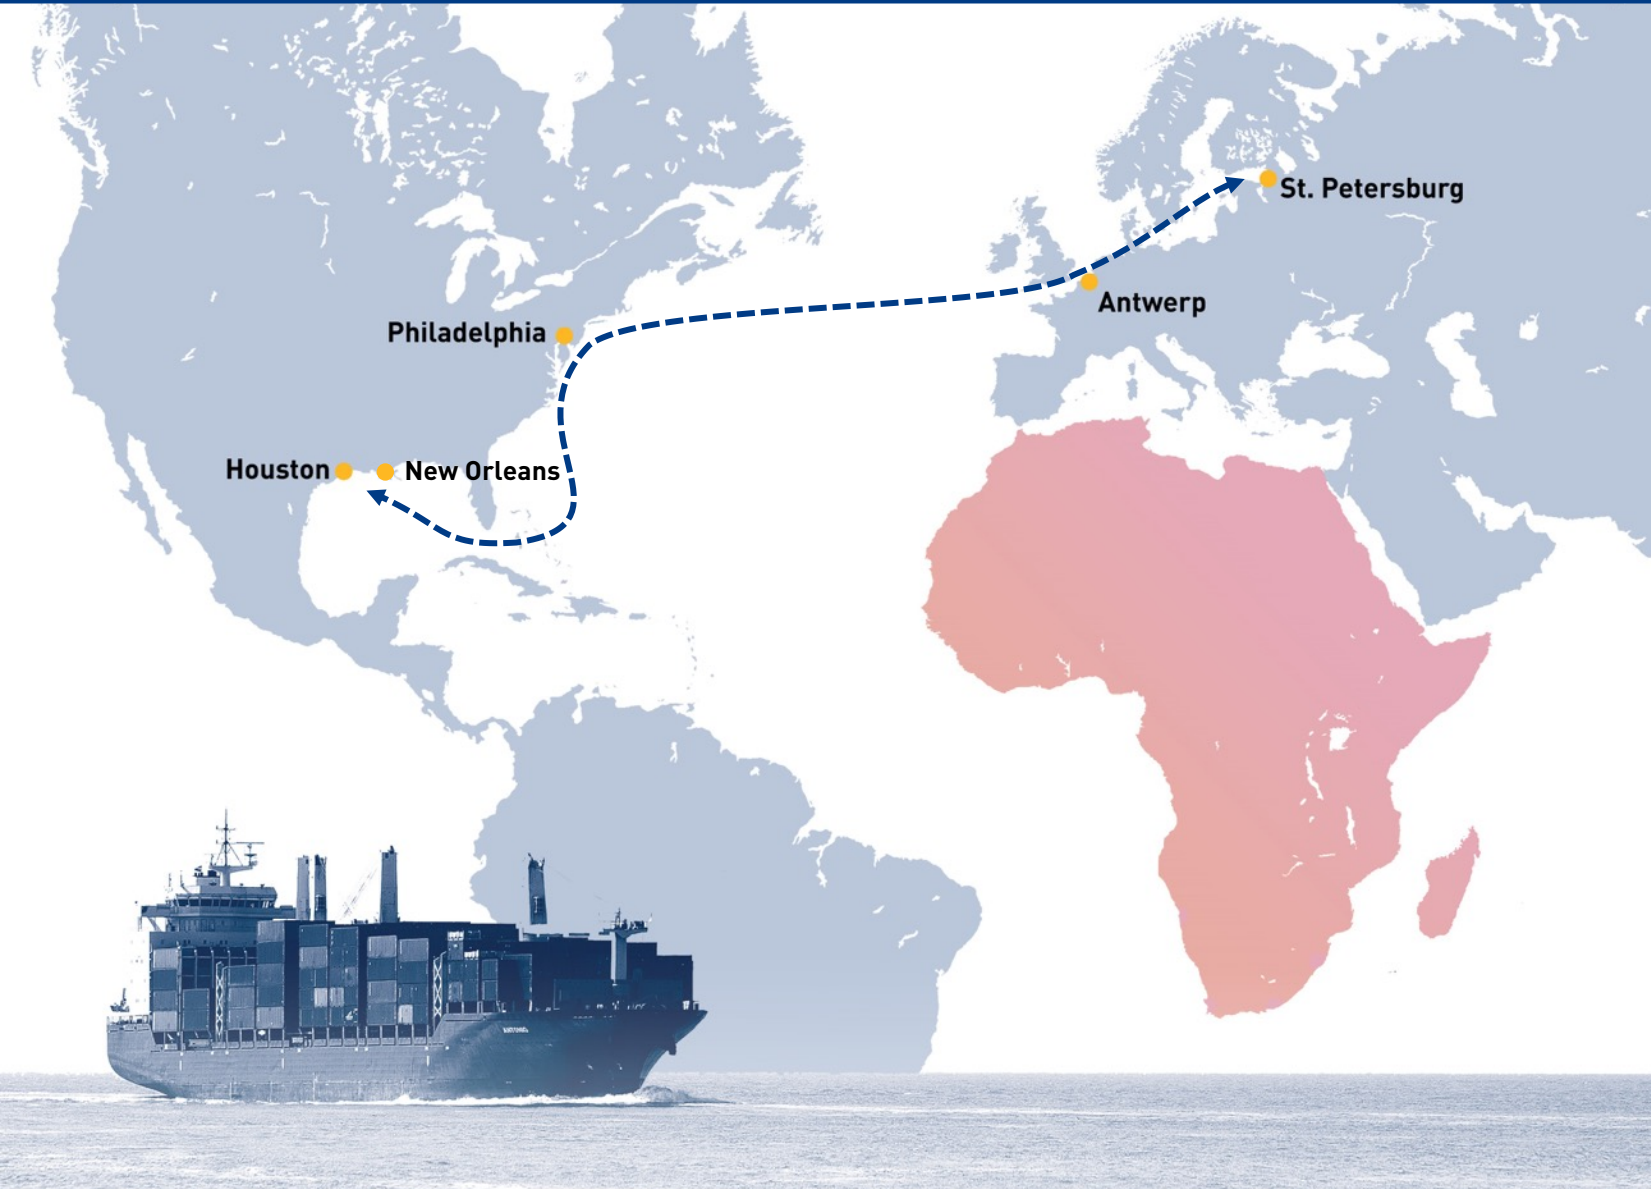 St. Petersburg
Antwerp
Philadelphia
Houston
New Orleans